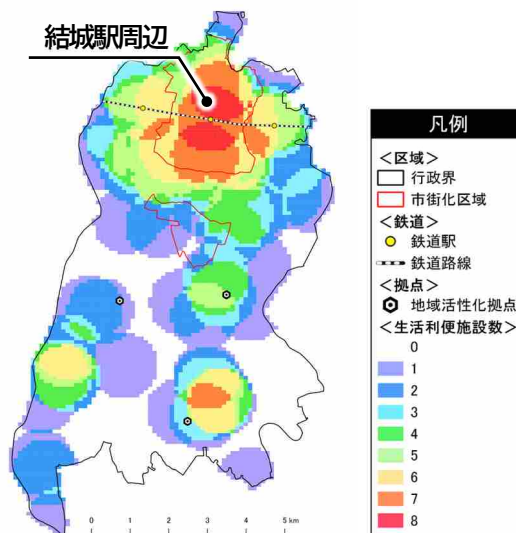 結城駅周辺
凡例
<区域>
行政界
市街化区域
<鉄道>
鉄道駅
鉄道路線
<拠点>
地域活性化拠点
<生活利便施設数>
0
1
2
3
4
5
6
7
8
0 1 2 3 4 5 km